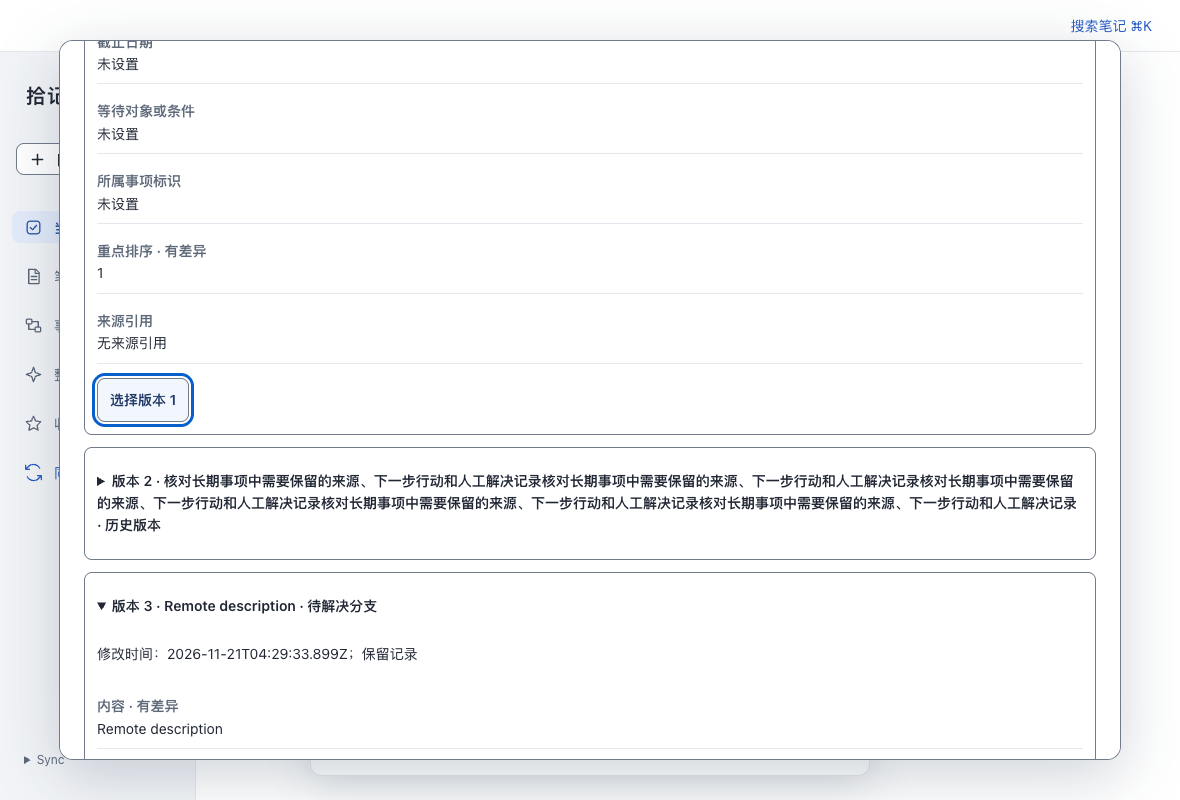 搜索笔记 ⌘K
截止日期
未设置
等待对象或条件
未设置
所属事项标识
未设置
重点排序 · 有差异
1
来源引用
无来源引用
选择版本 1
版本 2 · 核对长期事项中需要保留的来源、下一步行动和人工解决记录核对长期事项中需要保留的来源、下一步行动和人工解决记录核对长期事项中需要保留
的来源、下一步行动和人工解决记录核对长期事项中需要保留的来源、下一步行动和人工解决记录核对长期事项中需要保留的来源、下一步行动和人工解决记录
· 历史版本
版本 3 · Remote description · 待解决分支
修改时间：2026-11-21T04:29:33.899Z；保留记录
内容 · 有差异
Remote description
拾记
Sync